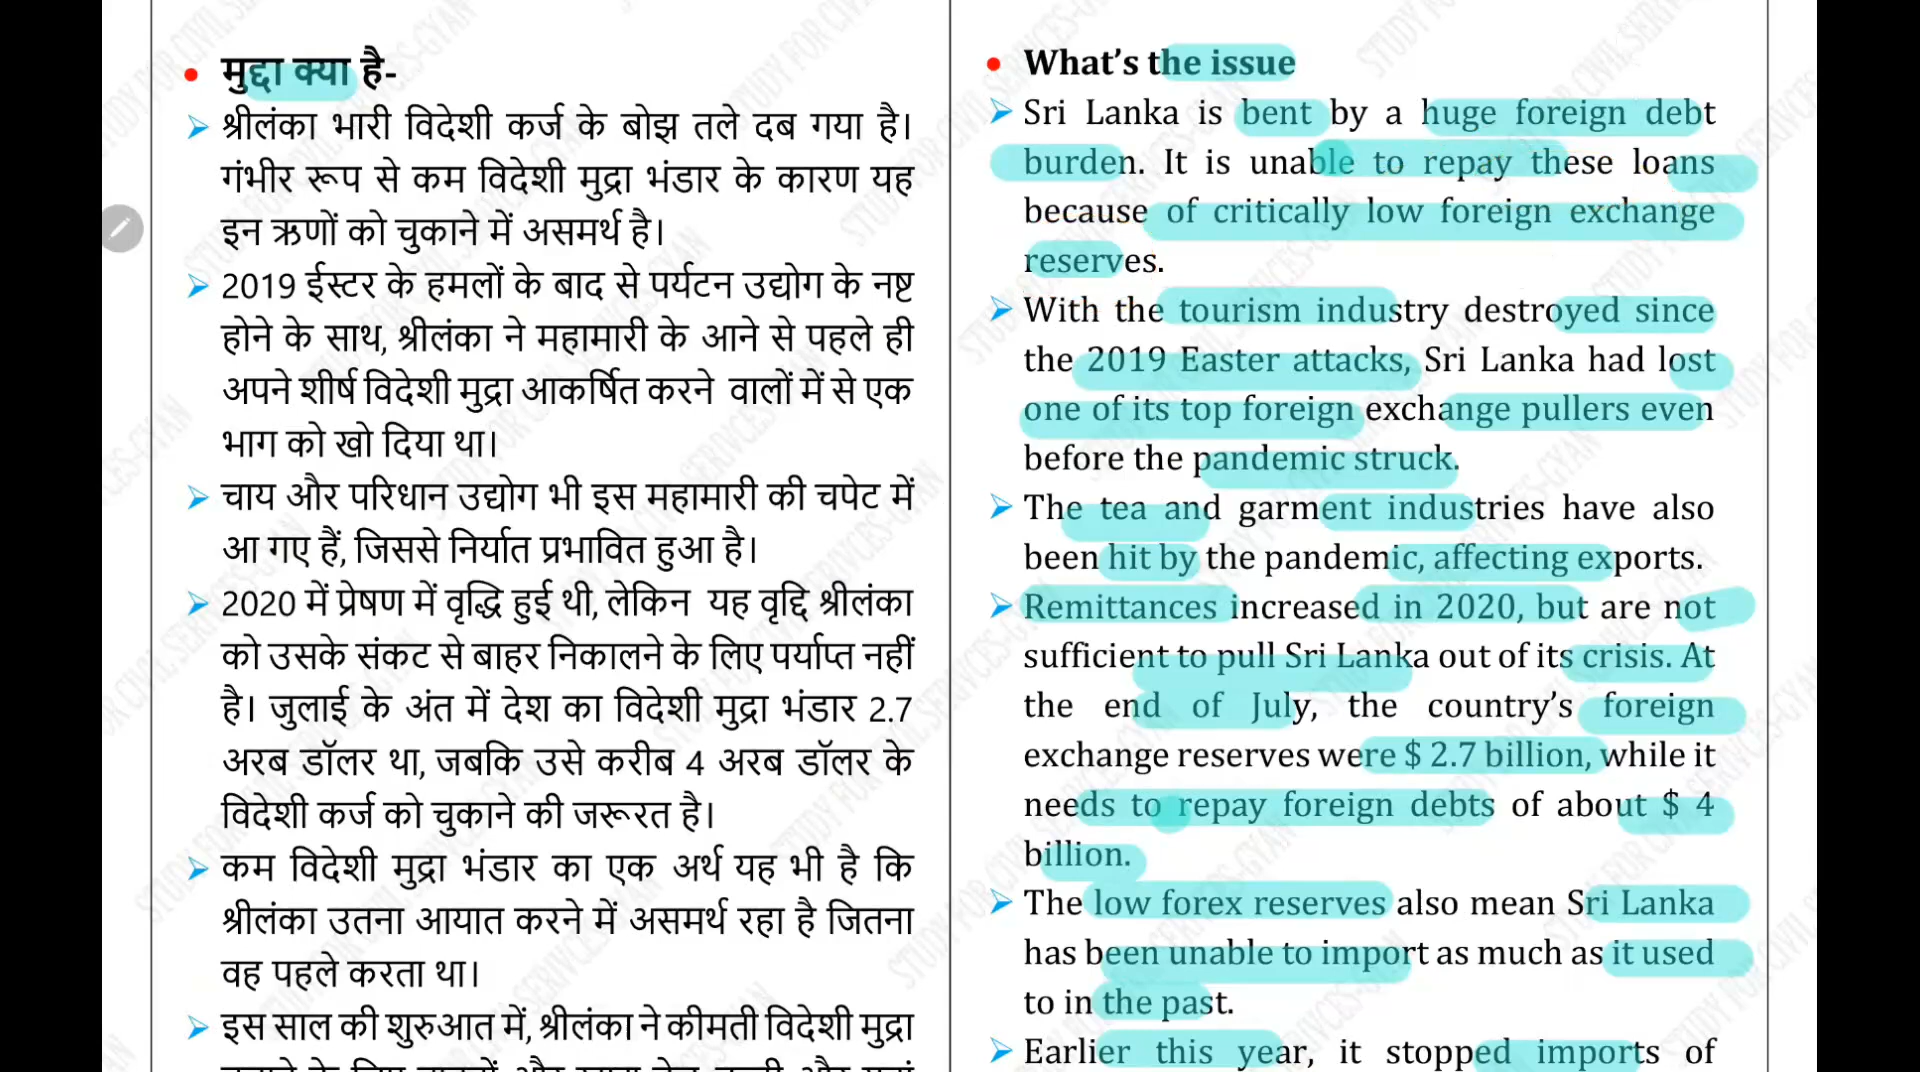 मुद्दा क्या है-
श्रीलंका भारी विदेशी कर्ज के बोझ तले दब गया है।
गंभीर रूप से कम विदेशी मुद्रा भंडार के कारण यह
इन ऋणों को चुकाने में असमर्थ है।
2019 ईस्टर के हमलों के बाद से पर्यटन उद्योग के नष्ट
होने के साथ, श्रीलंका ने महामारी के आने से पहले ही
अपने शीर्ष विदेशी मुद्रा आकर्षित करने वालों में से एक
भाग को खो दिया था।
चाय और परिधान उद्योग भी इस महामारी की चपेट में
आ गए हैं, जिससे निर्यात प्रभावित हुआ है।
2020 में प्रेषण में वृद्धि हुई थी, लेकिन यह वृद्दि श्रीलंका
को उसके संकट से बाहर निकालने के लिए पर्याप्त नहीं
है। जुलाई के अंत में देश का विदेशी मुद्रा भंडार 2.7
अरब डॉलर था, जबकि उसे करीब 4 अरब डॉलर के
विदेशी कर्ज को चुकाने की जरूरत है।
कम विदेशी मुद्रा भंडार का एक अर्थ यह भी है कि
श्रीलंका उतना आयात करने में असमर्थ रहा है जितना
वह पहले करता था।
इस साल की शुरुआत में, श्रीलंका ने कीमती विदेशी मुद्रा
What's the issue
Sri Lanka is bent by a huge foreign debt
burden. It is unable to repay these loans
because of critically low foreign exchange
reserves.
With the tourism industry destroyed since
the 2019 Easter attacks, Sri Lanka had lost
one of its top foreign exchange pullers even
before the pandemic struck.
The tea and garment industries have also
been hit by the pandemic, affecting exports.
Remittances increased in 2020, but are not
sufficient to pull Sri Lanka out of its crisis. At
the end of July, the country's foreign
exchange reserves were $ 2.7 billion, while it
needs to repay foreign debts of about $ 4
billion.
The low forex reserves also mean Sri Lanka
has been unable to import as much as it used
to in the past.
Earlier this year, it stopped imports of